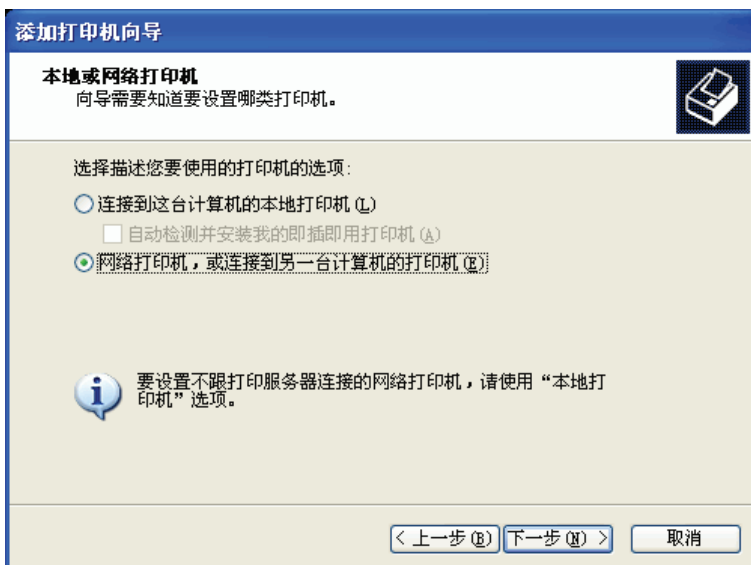 添加打印机向导
本地或网络打印机
向导需要知道要设置哪类打印机。
选择描述您要使用的打印机的选项:
连接到这台计算机的本地打印机(L)
自动检测并安装我的即插即用打印机(A)
网络打印机，或连接到另一台计算机的打印机(E)
要设置不跟打印服务器连接的网络打印机，请使用“本地打
印机”选项。
< 上一步(B) 下一步(N) > 取消